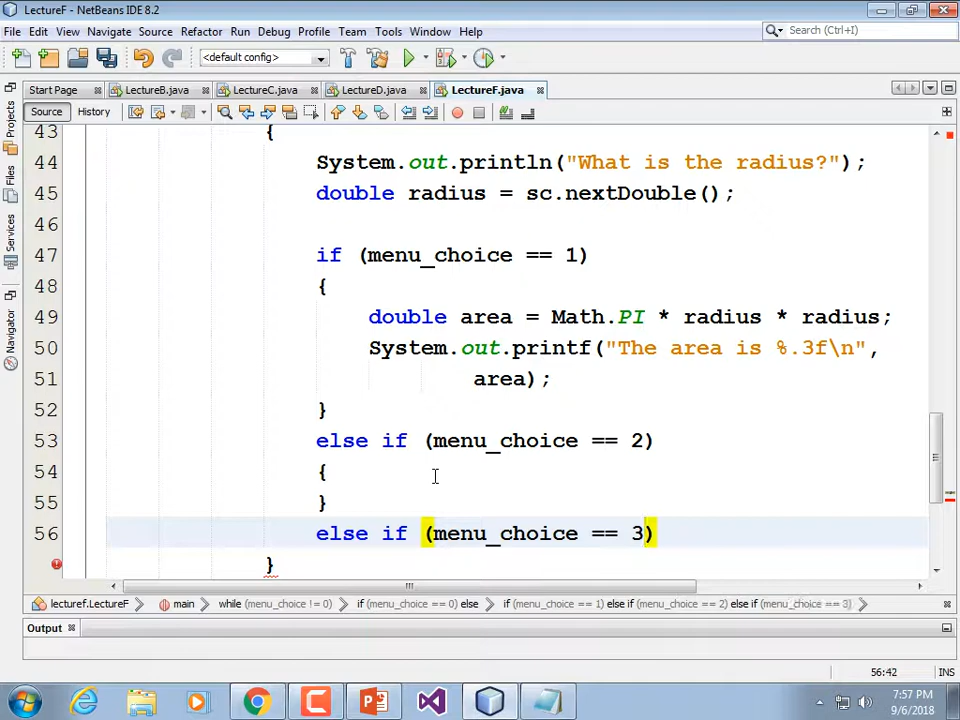 LectureF - NetBeans IDE 8.2
File Edit View Navigate Source Refactor Run Debug Profile Team Tools Window Help
Search (Ctrl+I)
<default config>
Start Page LectureB.java LectureC.java LectureD.java LectureF.java
Source History
Projects
Files
Services
Navigator
43 {
44 System.out.println("What is the radius?");
45 double radius = sc.nextDouble();
46
47 if (menu_choice == 1)
48 {
49 double area = Math.PI * radius * radius;
50 System.out.printf("The area is %.3f\n",
51 area);
52 }
53 else if (menu_choice == 2)
54 {
55 }
56 else if (menu_choice == 3)
}
lecturef.LectureF main while (menu_choice != 0) if (menu_choice == 0) else if (menu_choice == 1) else if (menu_choice == 2) else if (menu_choice == 3)
Output
56:42 INS
7:57 PM
9/6/2018